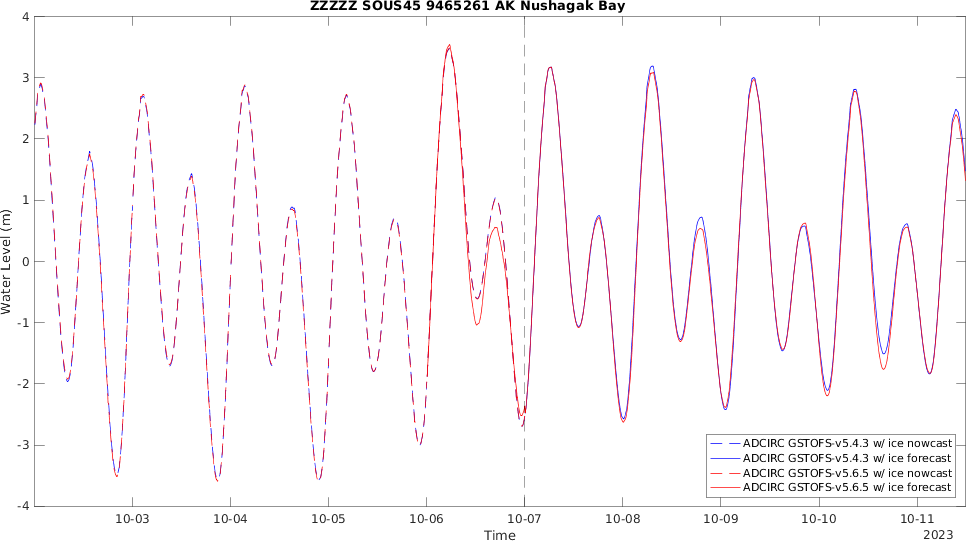 ZZZZZ SOUS45 9465261 AK Nushagak Bay
4
3
2
1
0
-1
-2
-3
-4
Water Level (m)
10-03
10-04
10-05
10-06
10-07
10-08
10-09
10-10
10-11
Time
2023
ADCIRC GSTOFS-v5.4.3 w/ ice nowcast
ADCIRC GSTOFS-v5.4.3 w/ ice forecast
ADCIRC GSTOFS-v5.6.5 w/ ice nowcast
ADCIRC GSTOFS-v5.6.5 w/ ice forecast